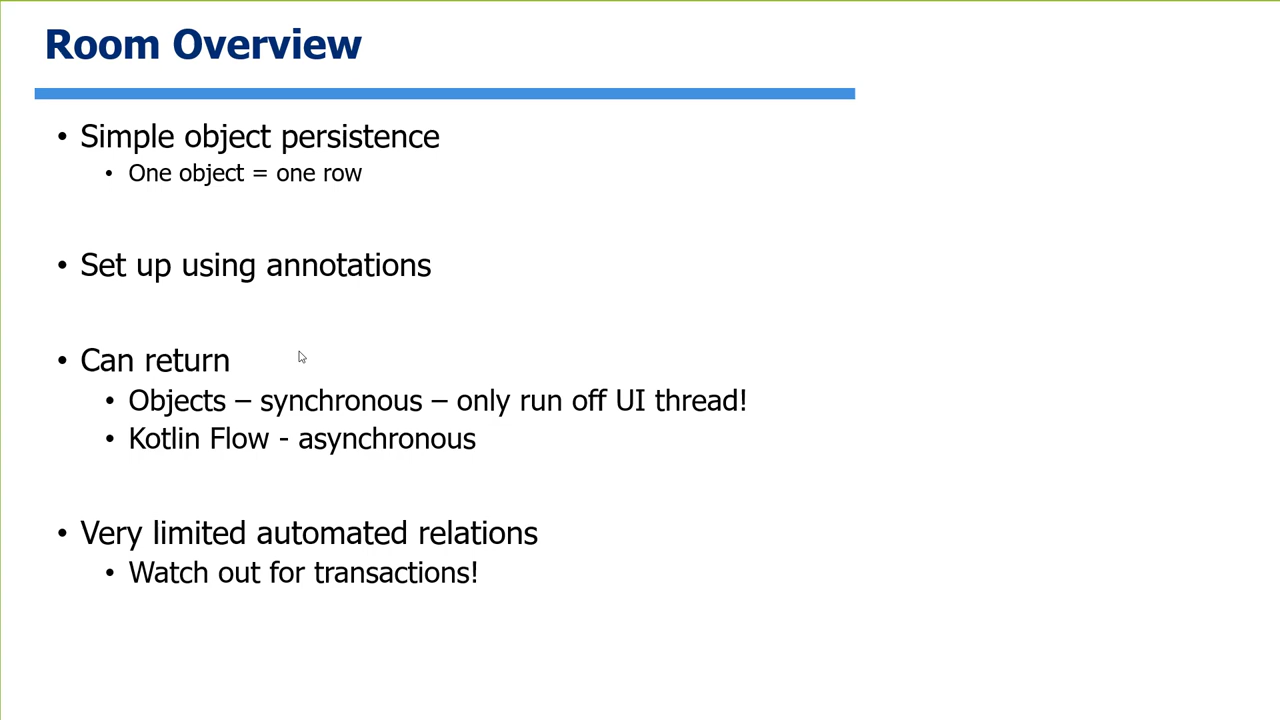 Room Overview
• Simple object persistence
• One object = one row
• Set up using annotations
• Can return
• Objects – synchronous – only run off UI thread!
• Kotlin Flow - asynchronous
• Very limited automated relations
• Watch out for transactions!